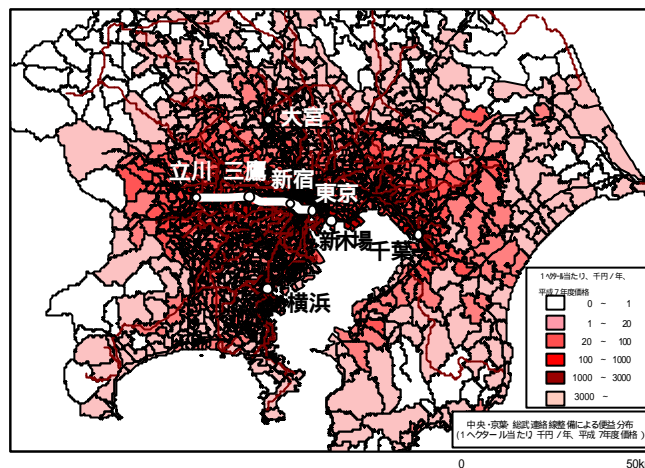 大宮
立川 三鷹 新宿 東京
新木場 千葉
横浜
1ヘクタール当たり、千円/年、
平成7年度価格
0 - 1
1 - 20
20 - 100
100 - 1000
1000 - 3000
3000 -
中央・京葉・総武連絡線整備による便益分布
(1ヘクタール当たり千円/年、平成7年度価格)
0 50k